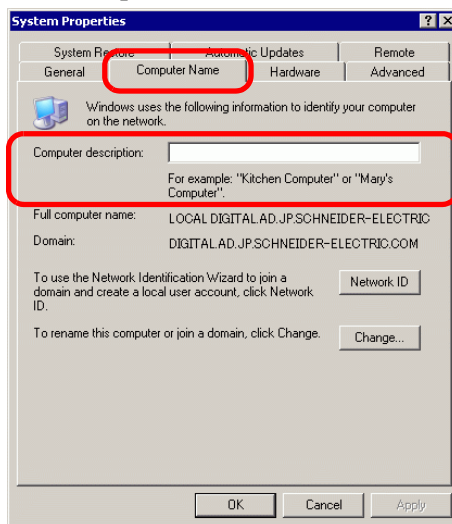 System Properties
System Restore
Automatic Updates
Remote
General
Computer Name
Hardware
Advanced
Windows uses the following information to identify your computer
on the network.
Computer description:
For example: "Kitchen Computer" or "Mary's
Computer".
Full computer name:
LOCAL DIGITAL.AD.JP.SCHNEIDER-ELECTRIC
Domain:
DIGITAL.AD.JP.SCHNEIDER-ELECTRIC.COM
To use the Network Identification Wizard to join a
domain and create a local user account, click Network
ID.
Network ID
To rename this computer or join a domain, click Change.
Change...
OK
Cancel
Apply